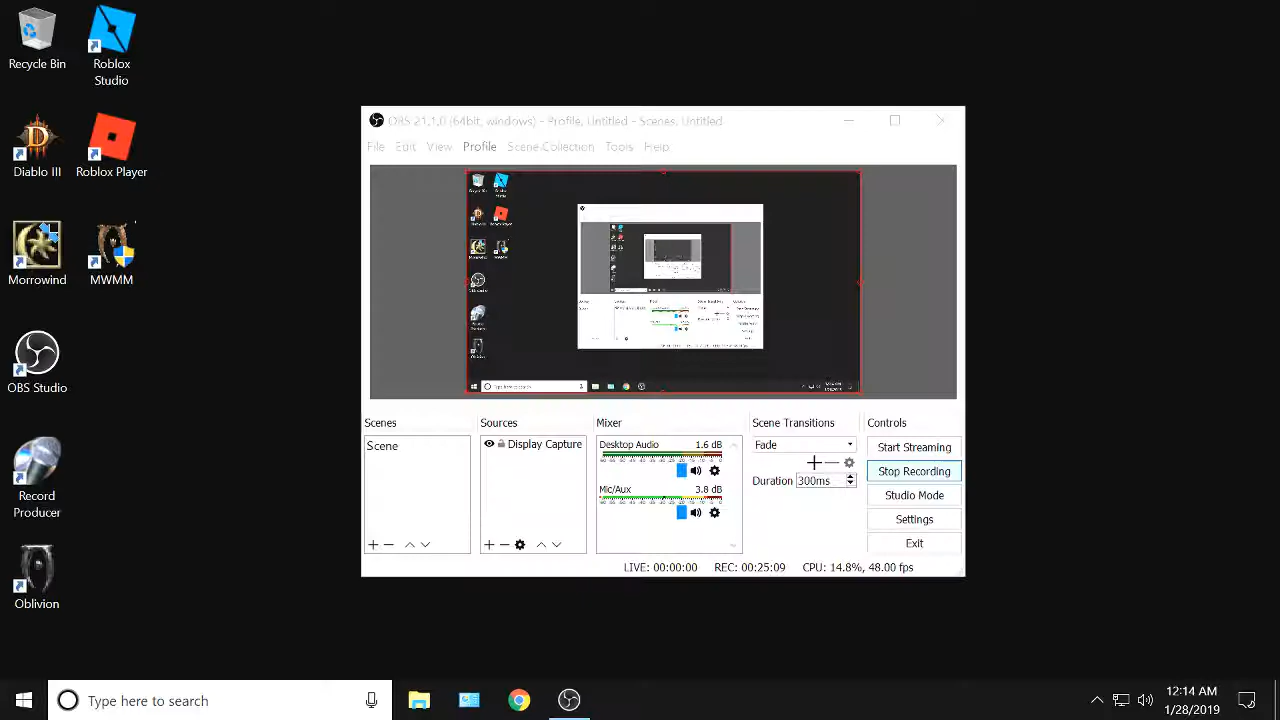 Recycle Bin
Roblox
Studio
Diablo III
Roblox Player
Morrowind
MWMM
OBS Studio
Record
Producer
Oblivion
OBS 21.1.0 (64bit, windows) - Profile: Untitled - Scenes: Untitled
File Edit View Profile Scene Collection Tools Help
Scenes
Scene
Sources
Display Capture
Mixer
Desktop Audio 1.6 dB
Mic/Aux 3.8 dB
Scene Transitions
Fade
Duration 300ms
Controls
Start Streaming
Stop Recording
Studio Mode
Settings
Exit
LIVE: 00:00:00 REC: 00:25:09 CPU: 14.8%, 48.00 fps
Type here to search
12:14 AM
1/28/2019